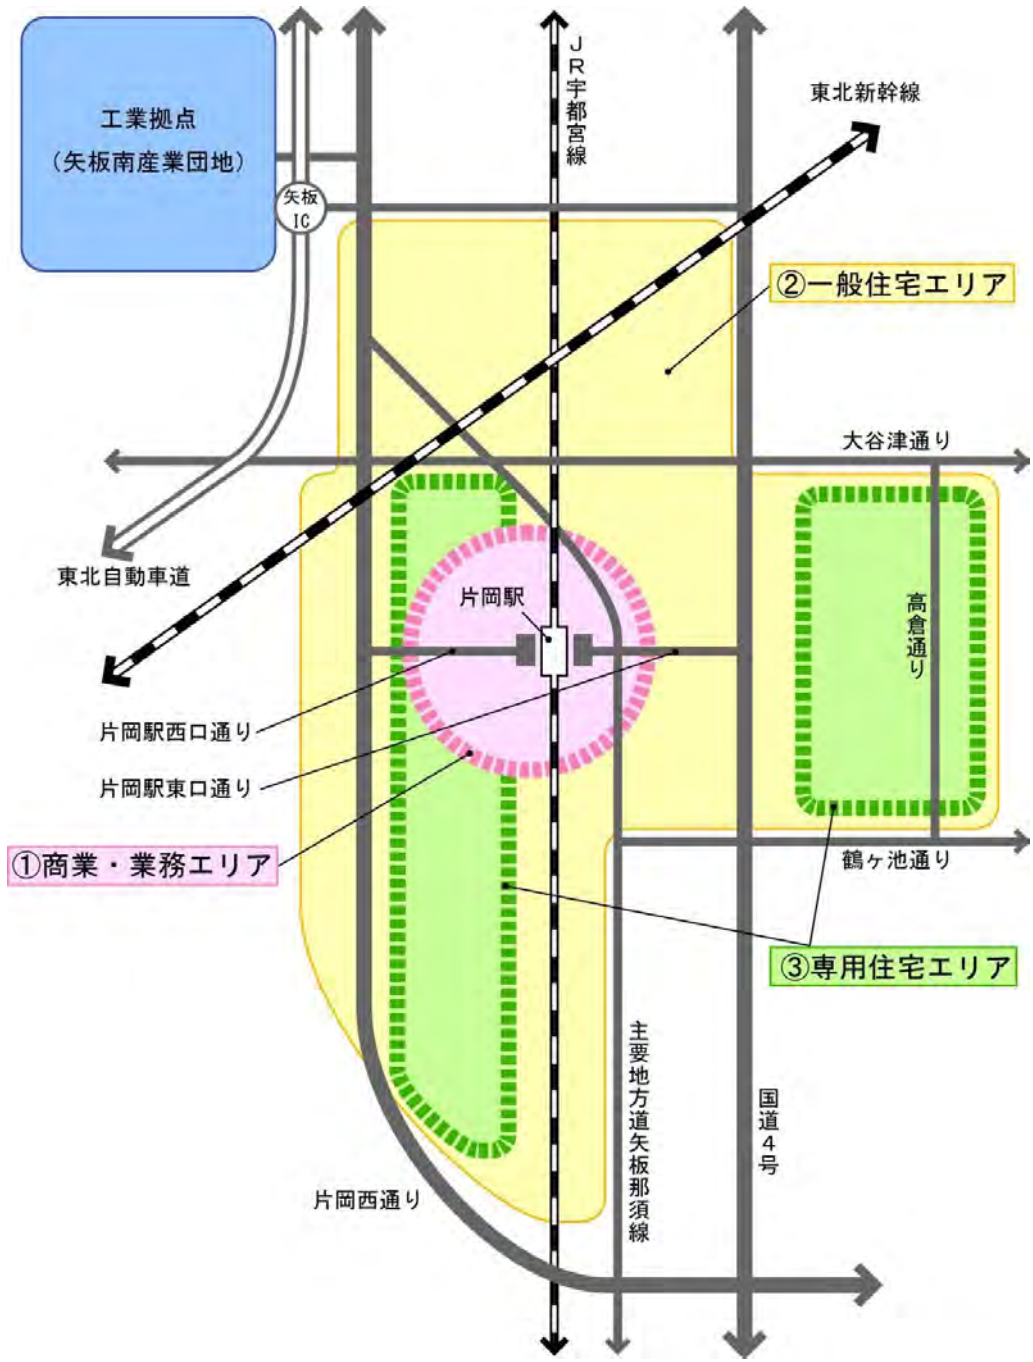 工業拠点
（矢板南産業団地）
矢板
IC
JR宇都宮線
東北新幹線
②一般住宅エリア
大谷津通り
東北自動車道
片岡駅
高倉通り
片岡駅西口通り
片岡駅東口通り
①商業・業務エリア
鶴ヶ池通り
③専用住宅エリア
主要地方道矢板那須線
国道4号
片岡西通り